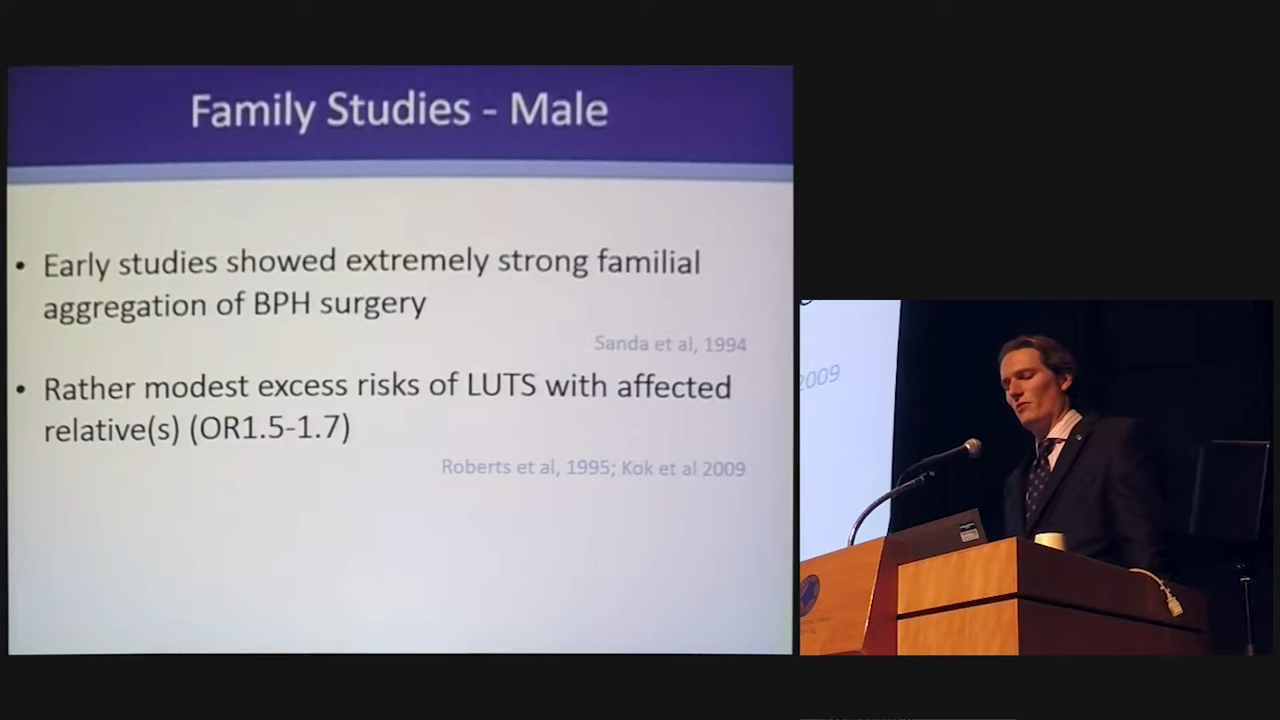 Family Studies - Male
• Early studies showed extremely strong familial
aggregation of BPH surgery
Sanda et al, 1994
• Rather modest excess risks of LUTS with affected
relative(s) (OR1.5-1.7)
Roberts et al, 1995; Kok et al 2009
2009